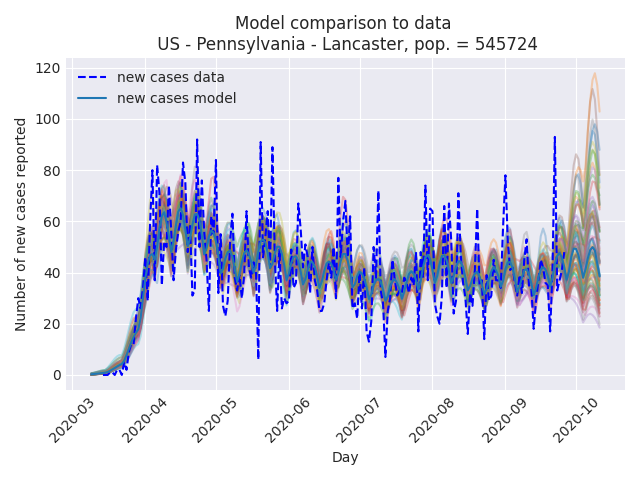 Model comparison to data
US - Pennsylvania - Lancaster, pop. = 545724
120
100
80
60
40
20
0
Number of new cases reported
new cases data
new cases model
2020-03
2020-04
2020-05
2020-06
2020-07
2020-08
2020-09
2020-10
Day